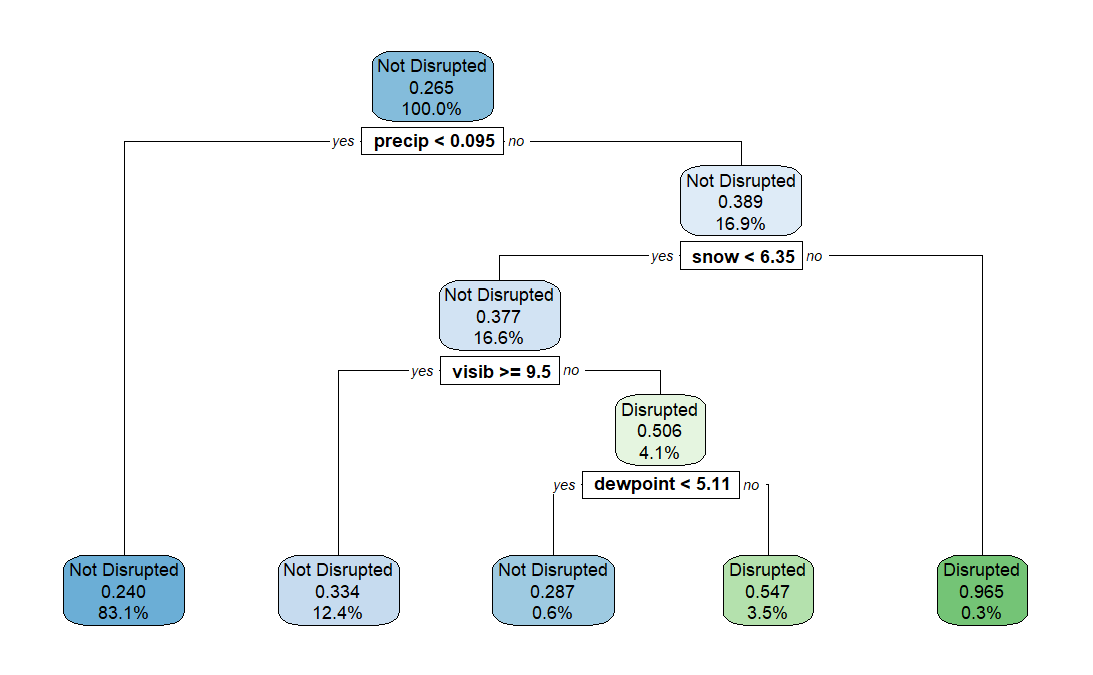 Not Disrupted
0.265
100.0%
yes precip < 0.095 no
Not Disrupted
0.389
16.9%
yes snow < 6.35 no
Not Disrupted
0.377
16.6%
yes visib >= 9.5 no
Disrupted
0.506
4.1%
yes dewpoint < 5.11 no
Not Disrupted
0.240
83.1%
Not Disrupted
0.334
12.4%
Not Disrupted
0.287
0.6%
Disrupted
0.547
3.5%
Disrupted
0.965
0.3%